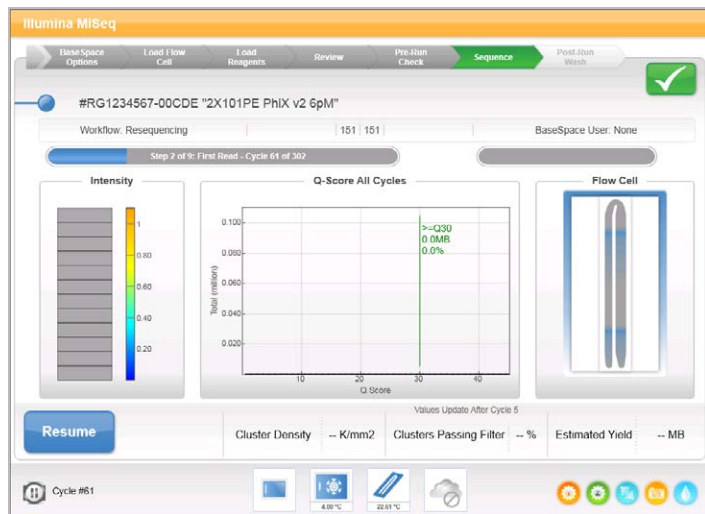 Illumina MiSeq
BaseSpace Options
Load Flow Cell
Load Reagents
Review
Pre-Run Check
Sequence
Post-Run Wash
#RG1234567-00CDE "2X101PE PhIX v2 6pM"
Workflow: Resequencing
151 | 151
BaseSpace User: None
Step 2 of 9: First Read - Cycle 61 of 302
Intensity
1
0.80
0.60
0.40
0.20
Q-Score All Cycles
Total (million)
0.100
0.080
0.060
0.040
0.020
>=Q30
0.0MB
0.0%
10
20
30
40
Q Score
Flow Cell
Values Update After Cycle 5
Resume
Cluster Density -- K/mm2
Clusters Passing Filter -- %
Estimated Yield -- MB
Cycle #61
4.00 °C
22.61 °C